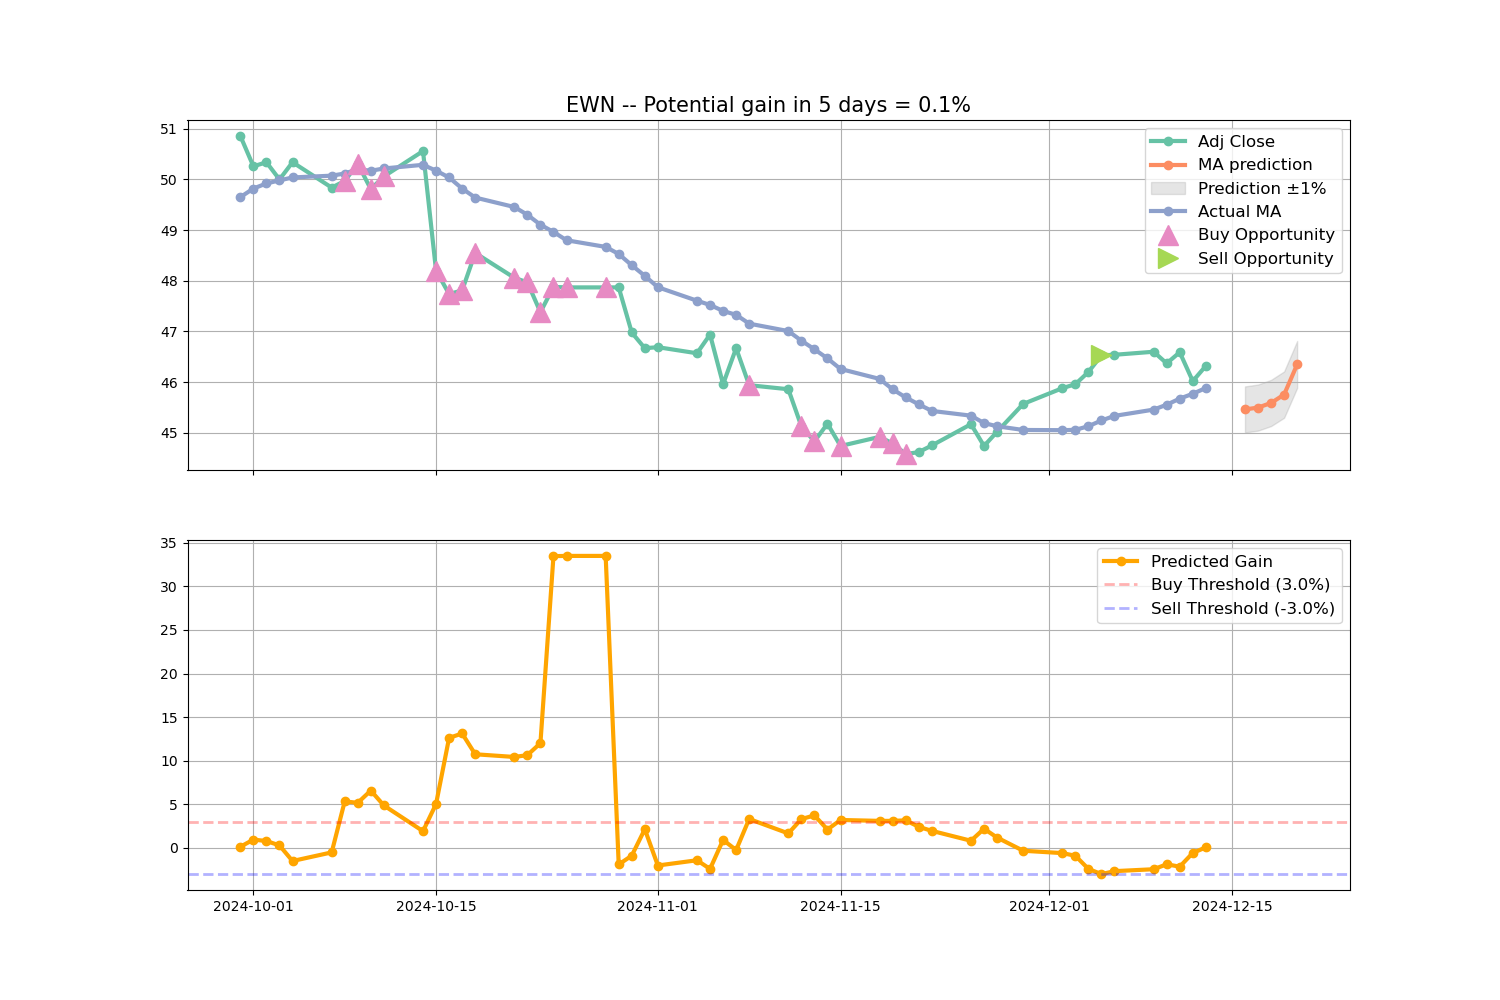 EWN -- Potential gain in 5 days = 0.1%
51
50
49
48
47
46
45
Adj Close
MA prediction
Prediction ±1%
Actual MA
Buy Opportunity
Sell Opportunity
35
30
25
20
15
10
5
0
Predicted Gain
Buy Threshold (3.0%)
Sell Threshold (-3.0%)
2024-10-01 2024-10-15 2024-11-01 2024-11-15 2024-12-01 2024-12-15